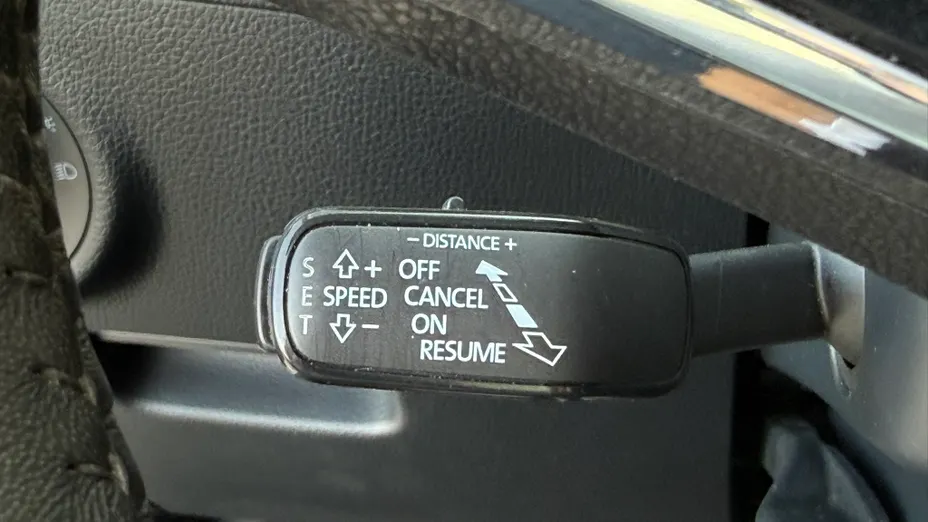 − DISTANCE +
S + OFF
E SPEED CANCEL
T − ON
RESUME